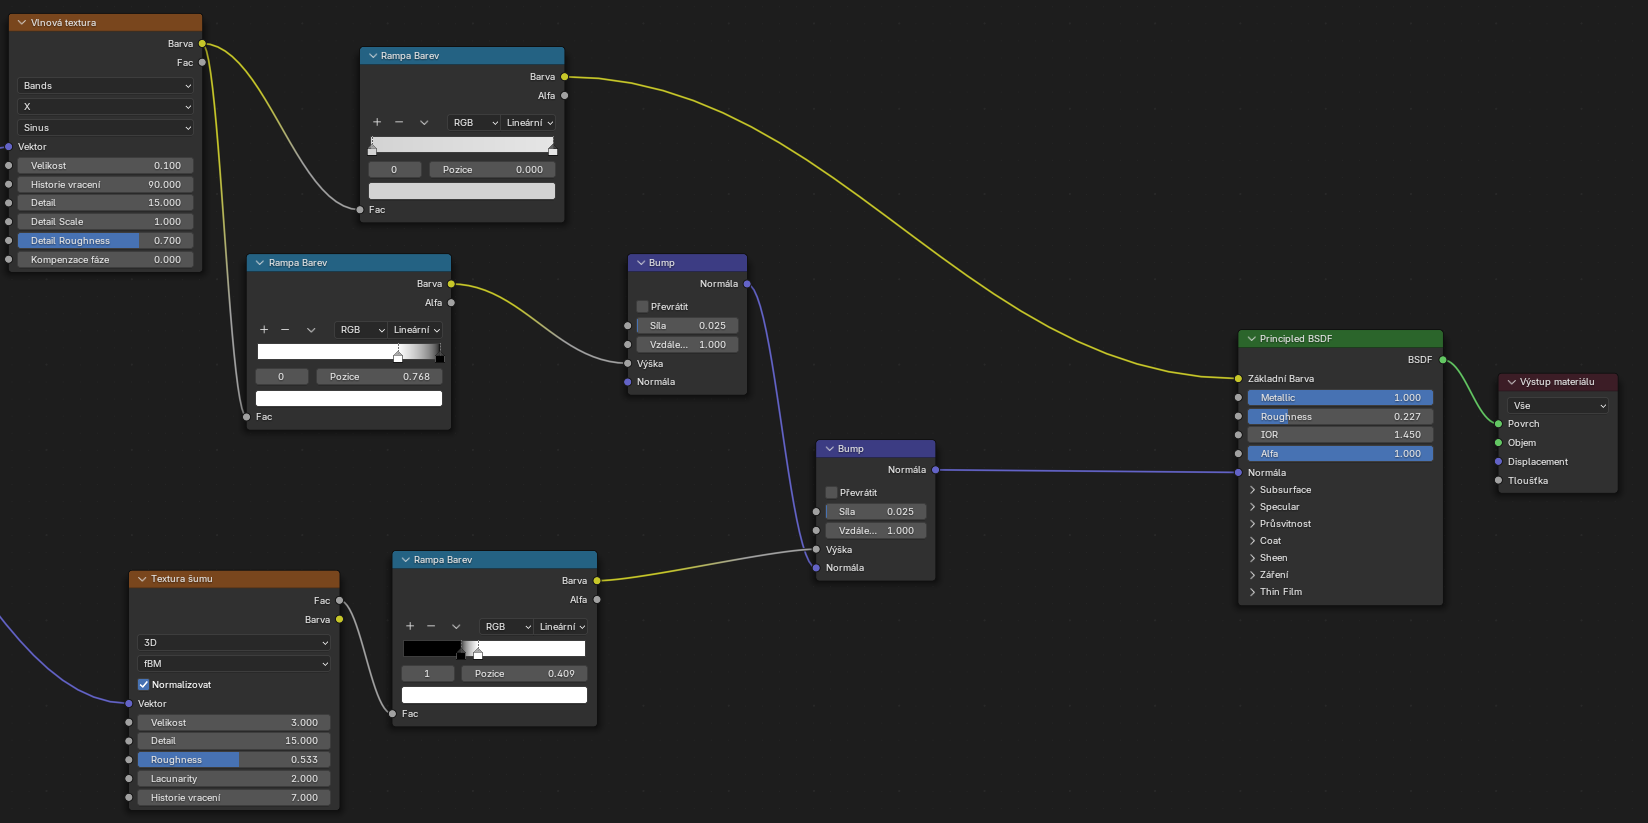 Vlnová textura
Barva
Fac
Bands
X
Sinus
Vektor
Velikost 0.100
Historie vracení 90.000
Detail 15.000
Detail Scale 1.000
Detail Roughness 0.700
Kompenzace fáze 0.000
Rampa Barev
Barva
Alfa
+ − RGB Lineární
0 Pozice 0.000
Fac
Rampa Barev
Barva
Alfa
+ − RGB Lineární
0 Pozice 0.768
Fac
Bump
Normála
Převrátit
Síla 0.025
Vzdále... 1.000
Výška
Normála
Bump
Normála
Převrátit
Síla 0.025
Vzdále... 1.000
Výška
Normála
Textura šumu
Fac
Barva
3D
fBM
Normalizovat
Vektor
Velikost 3.000
Detail 15.000
Roughness 0.533
Lacunarity 2.000
Historie vracení 7.000
Rampa Barev
Barva
Alfa
+ − RGB Lineární
1 Pozice 0.409
Fac
Principled BSDF
BSDF
Základní Barva
Metallic 1.000
Roughness 0.227
IOR 1.450
Alfa 1.000
Normála
Subsurface
Specular
Průsvitnost
Coat
Sheen
Záření
Thin Film
Výstup materiálu
Vše
Povrch
Objem
Displacement
Tloušťka